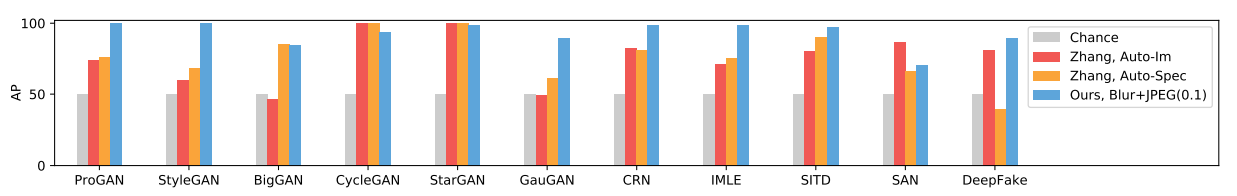 100
50
0
AP
Chance
Zhang, Auto-Im
Zhang, Auto-Spec
Ours, Blur+JPEG(0.1)
ProGAN StyleGAN BigGAN CycleGAN StarGAN GauGAN CRN IMLE SITD SAN DeepFake